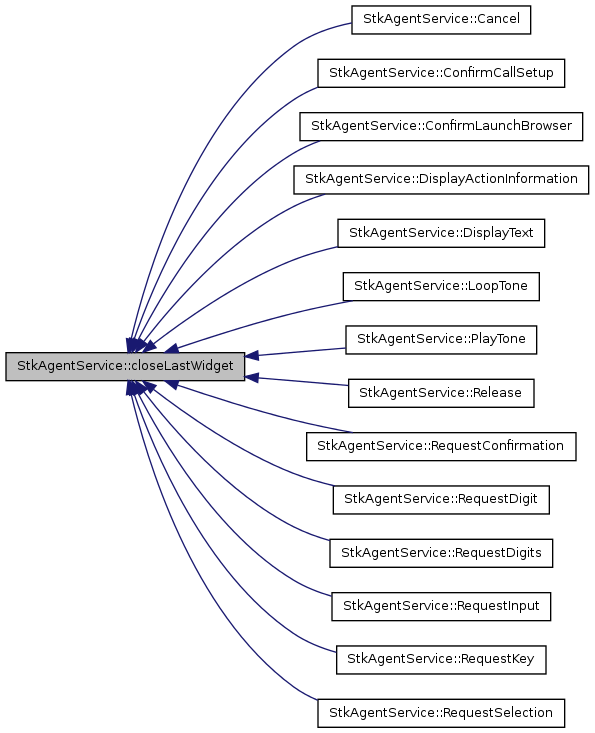 StkAgentService::Cancel
StkAgentService::ConfirmCallSetup
StkAgentService::ConfirmLaunchBrowser
StkAgentService::DisplayActionInformation
StkAgentService::DisplayText
StkAgentService::LoopTone
StkAgentService::PlayTone
StkAgentService::closeLastWidget
StkAgentService::Release
StkAgentService::RequestConfirmation
StkAgentService::RequestDigit
StkAgentService::RequestDigits
StkAgentService::RequestInput
StkAgentService::RequestKey
StkAgentService::RequestSelection